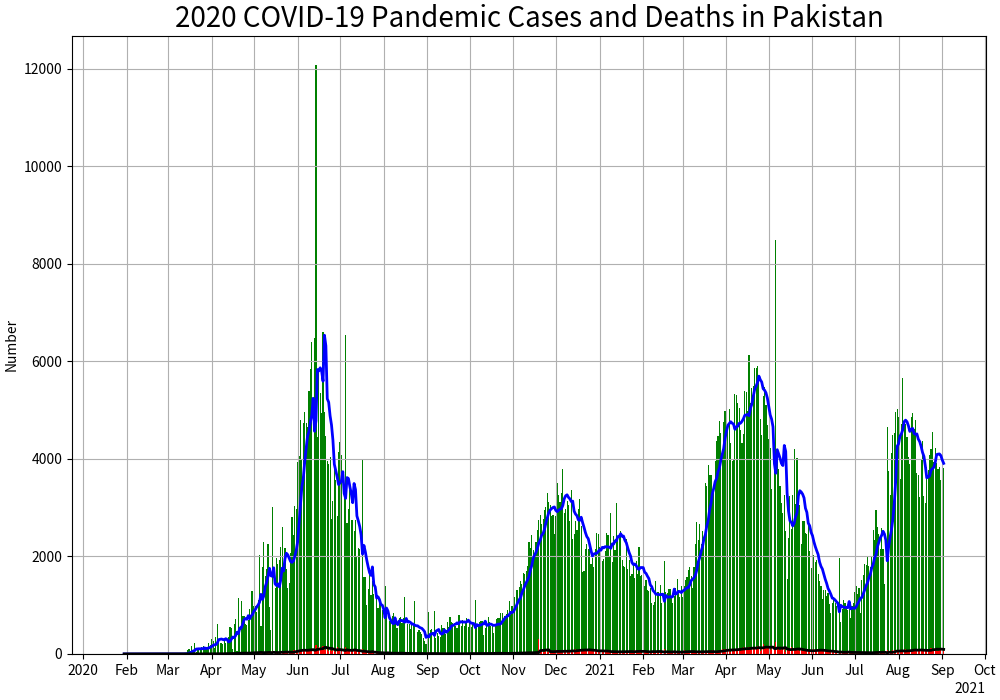 2020 COVID-19 Pandemic Cases and Deaths in Pakistan
Number
12000
10000
8000
6000
4000
2000
0
2020 Feb Mar Apr May Jun Jul Aug Sep Oct Nov Dec 2021 Feb Mar Apr May Jun Jul Aug Sep Oct
2021